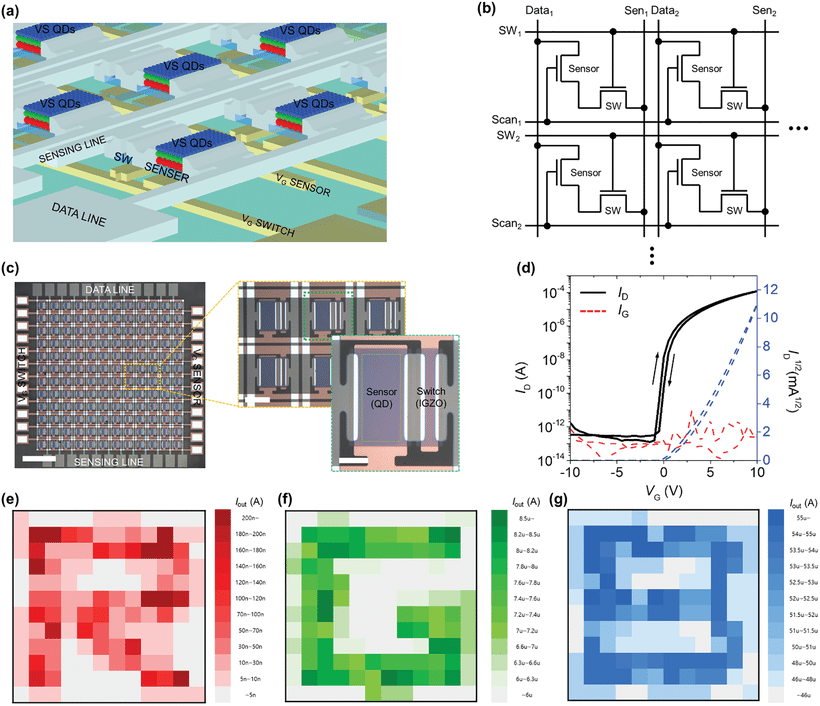 (a)
VS QDs
VS QDs
VS QDs
VS QDs
VS QDs
VS QDs
SENSING LINE
SW
SENSER
VG SENSOR
DATA LINE
VG SWITCH
(b)
Data1 Sen1 Data2 Sen2
SW1
Sensor Sensor
SW SW
Scan1
SW2
Sensor Sensor
SW SW
Scan2
(c)
DATA LINE
VG SWITCH
VG SENSOR
SENSING LINE
Sensor (QD)
Switch (IGZO)
(d)
ID
IG
ID (A)
10-4
10-6
10-8
10-10
10-12
10-14
-10 -5 0 5 10
VG (V)
12
10
8
6
4
2
0
ID1/2 (mA1/2)
(e)
Iout (A)
200n~
180n~200n
160n~180n
140n~160n
120n~140n
100n~120n
70n~100n
50n~70n
30n~50n
10n~30n
5n~10n
~5n
(f)
Iout (A)
8.5u~
8.2u~8.5u
8u~8.2u
7.8u~8u
7.6u~7.8u
7.4u~7.6u
7.2u~7.4u
7u~7.2u
6.6u~7u
6.3u~6.6u
6u~6.3u
~6u
(g)
Iout (A)
55u~
54u~55u
53.5u~54u
53u~53.5u
52.5u~53u
52u~52.5u
51.5u~52u
51u~51.5u
50u~51u
48u~50u
46u~48u
~46u